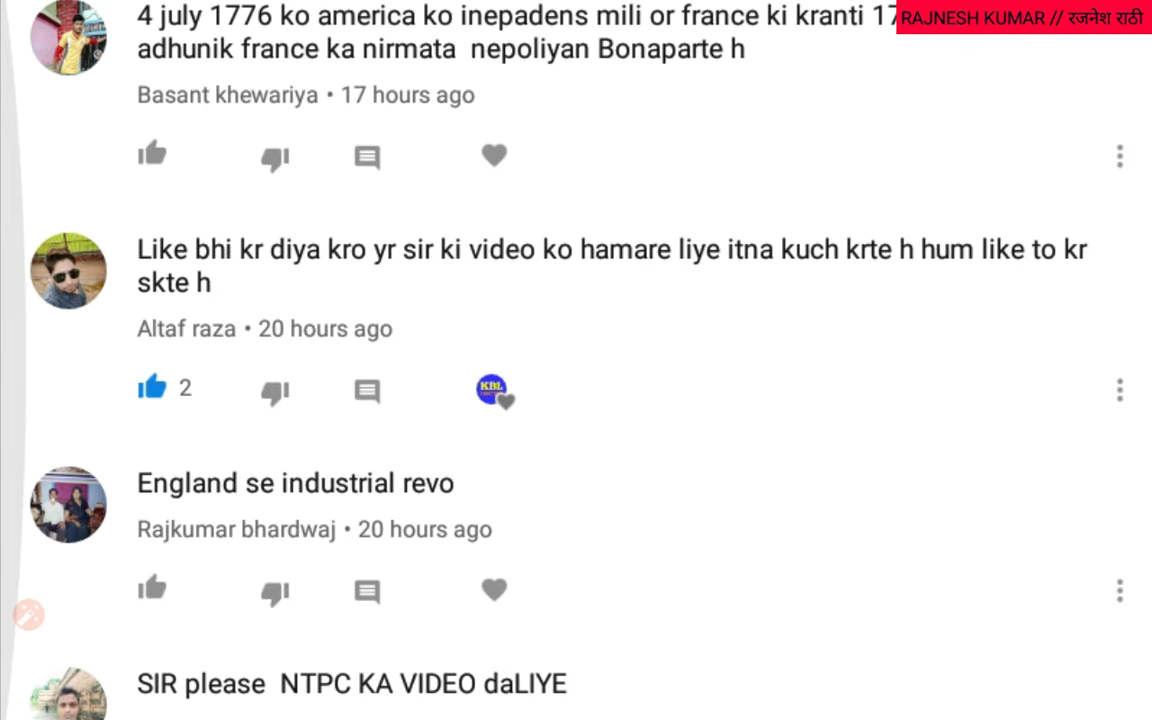 4 july 1776 ko america ko inepadens mili or france ki kranti 17
RAJNESH KUMAR // रजनेश राठी
adhunik france ka nirmata nepoliyan Bonaparte h
Basant khewariya • 17 hours ago
Like bhi kr diya kro yr sir ki video ko hamare liye itna kuch krte h hum like to kr
skte h
Altaf raza • 20 hours ago
2
KBL
England se industrial revo
Rajkumar bhardwaj • 20 hours ago
SIR please NTPC KA VIDEO daLIYE